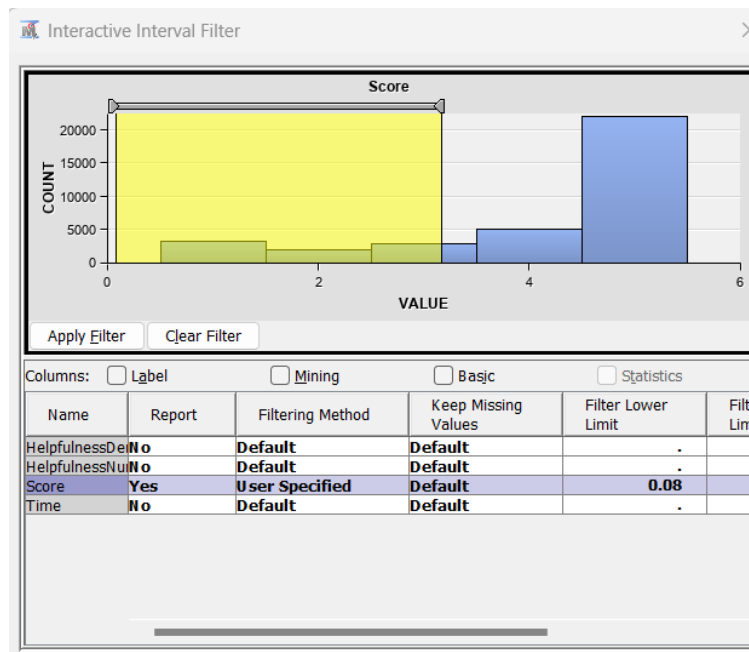 Interactive Interval Filter
Score
20000
15000
10000
5000
0
COUNT
0 2 4 6
VALUE
Apply Filter Clear Filter
Columns: Label Mining Basic Statistics
Name Report Filtering Method Keep Missing Values Filter Lower Limit
HelpfulnessDe No Default Default .
HelpfulnessNu No Default Default .
Score Yes User Specified Default 0.08
Time No Default Default .